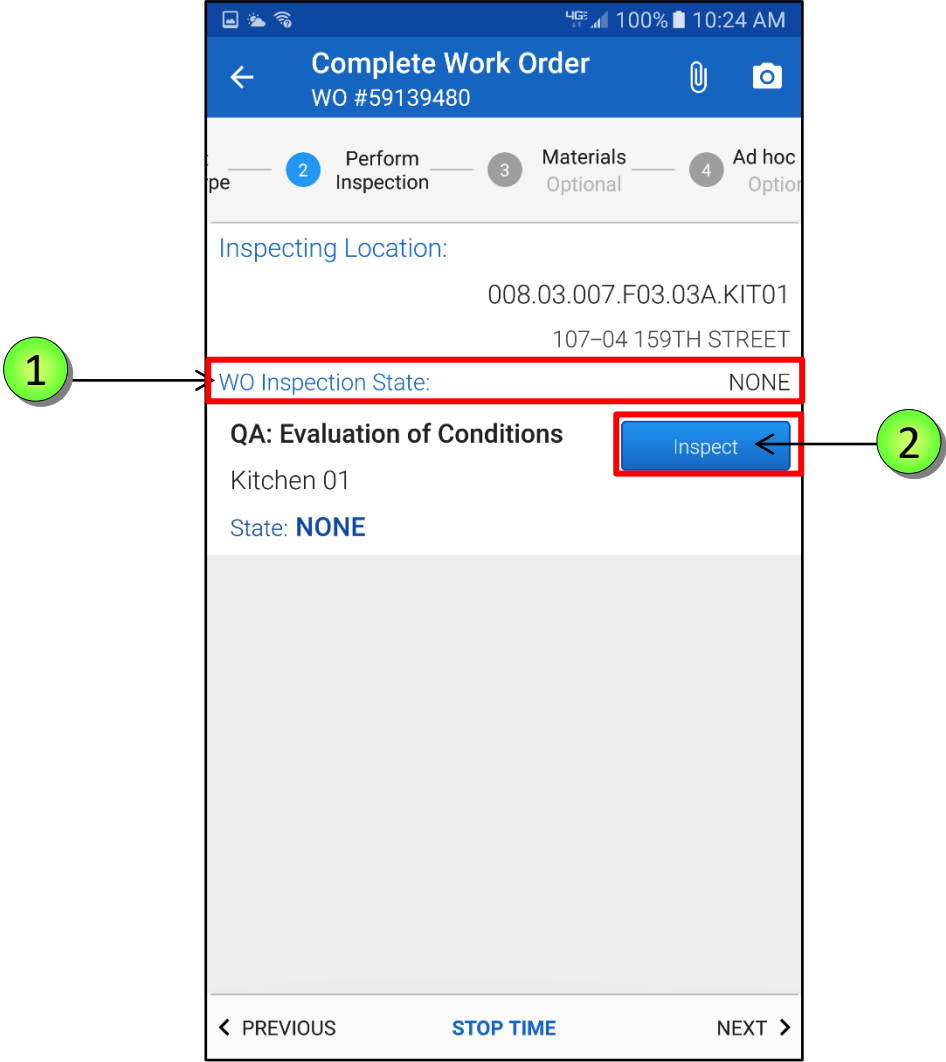 4GE 100% 10:24 AM
Complete Work Order
WO #59139480
pe
2
Perform
Inspection
3
Materials
Optional
4
Ad hoc
Option
Inspecting Location:
008.03.007.F03.03A.KIT01
107–04 159TH STREET
1
WO Inspection State: NONE
QA: Evaluation of Conditions
Inspect
2
Kitchen 01
State: NONE
PREVIOUS STOP TIME NEXT